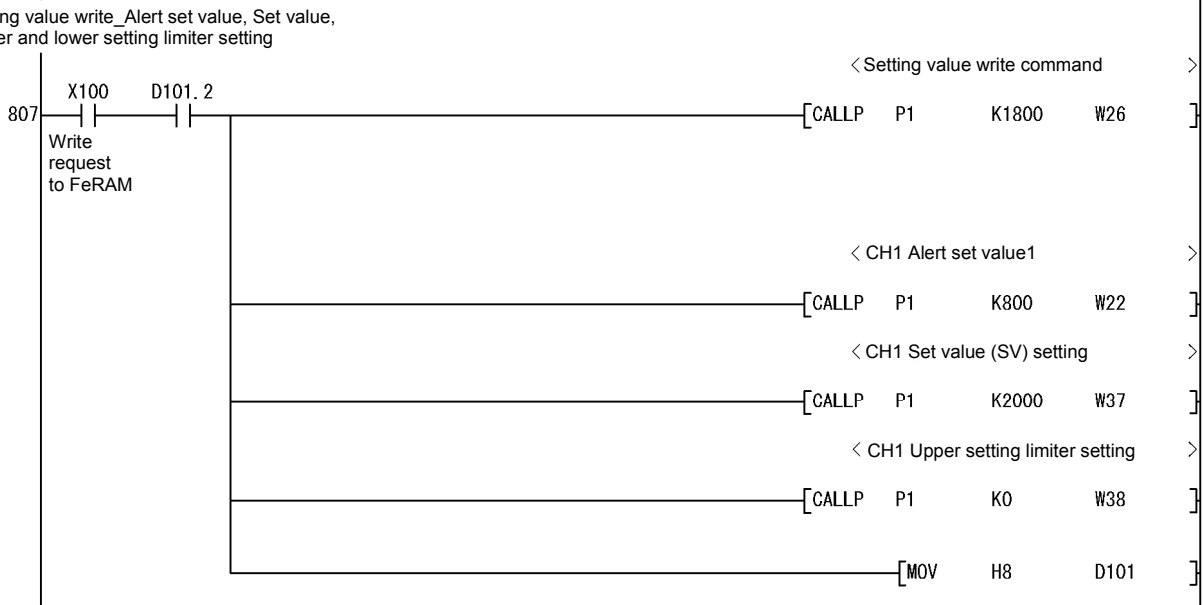 ng value write_Alert set value, Set value,
er and lower setting limiter setting
<Setting value write command >
X100 D101.2
807
[CALLP P1 K1800 W26 ]
Write
request
to FeRAM
< CH1 Alert set value1 >
[CALLP P1 K800 W22 ]
< CH1 Set value (SV) setting >
[CALLP P1 K2000 W37 ]
< CH1 Upper setting limiter setting >
[CALLP P1 K0 W38 ]
[MOV H8 D101 ]